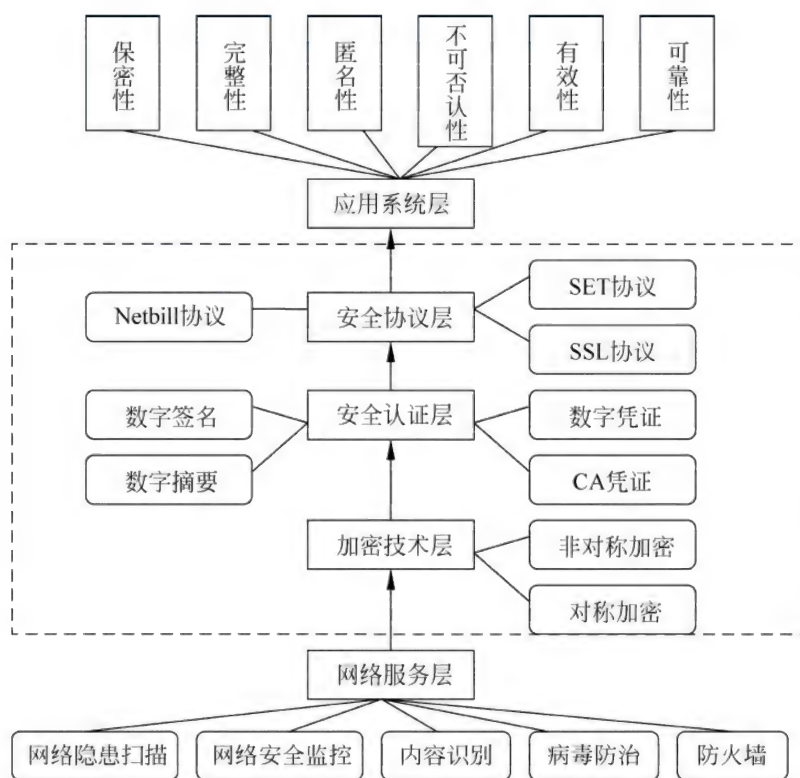 保密性
完整性
匿名性
不可否认性
有效性
可靠性
应用系统层
Netbill协议
安全协议层
SET协议
SSL协议
数字签名
安全认证层
数字凭证
数字摘要
CA凭证
加密技术层
非对称加密
对称加密
网络服务层
网络隐患扫描
网络安全监控
内容识别
病毒防治
防火墙